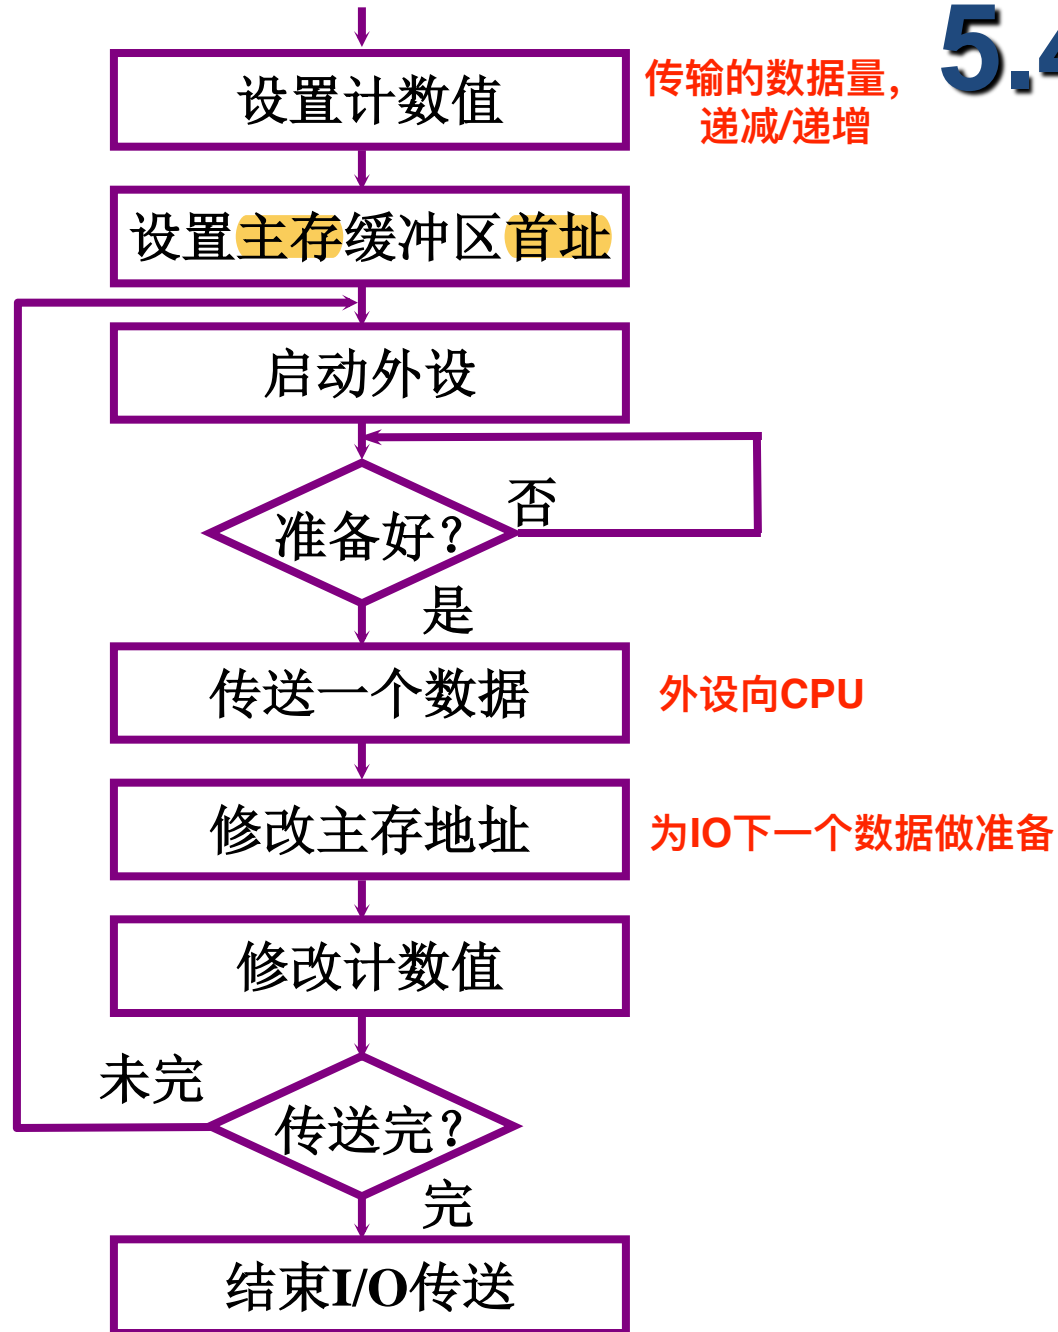 5.4
设置计数值
传输的数据量，
递减/递增
设置主存缓冲区首址
启动外设
否
准备好？
是
传送一个数据
外设向CPU
修改主存地址
为IO下一个数据做准备
修改计数值
未完
传送完？
完
结束I/O传送